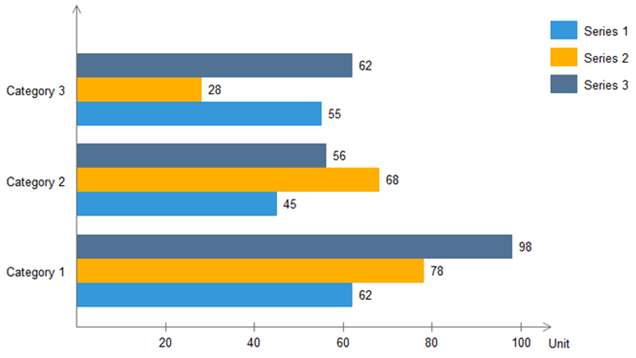 Series 1
Series 2
Series 3
62
Category 3
28
55
56
Category 2
68
45
98
Category 1
78
62
20 40 60 80 100 Unit